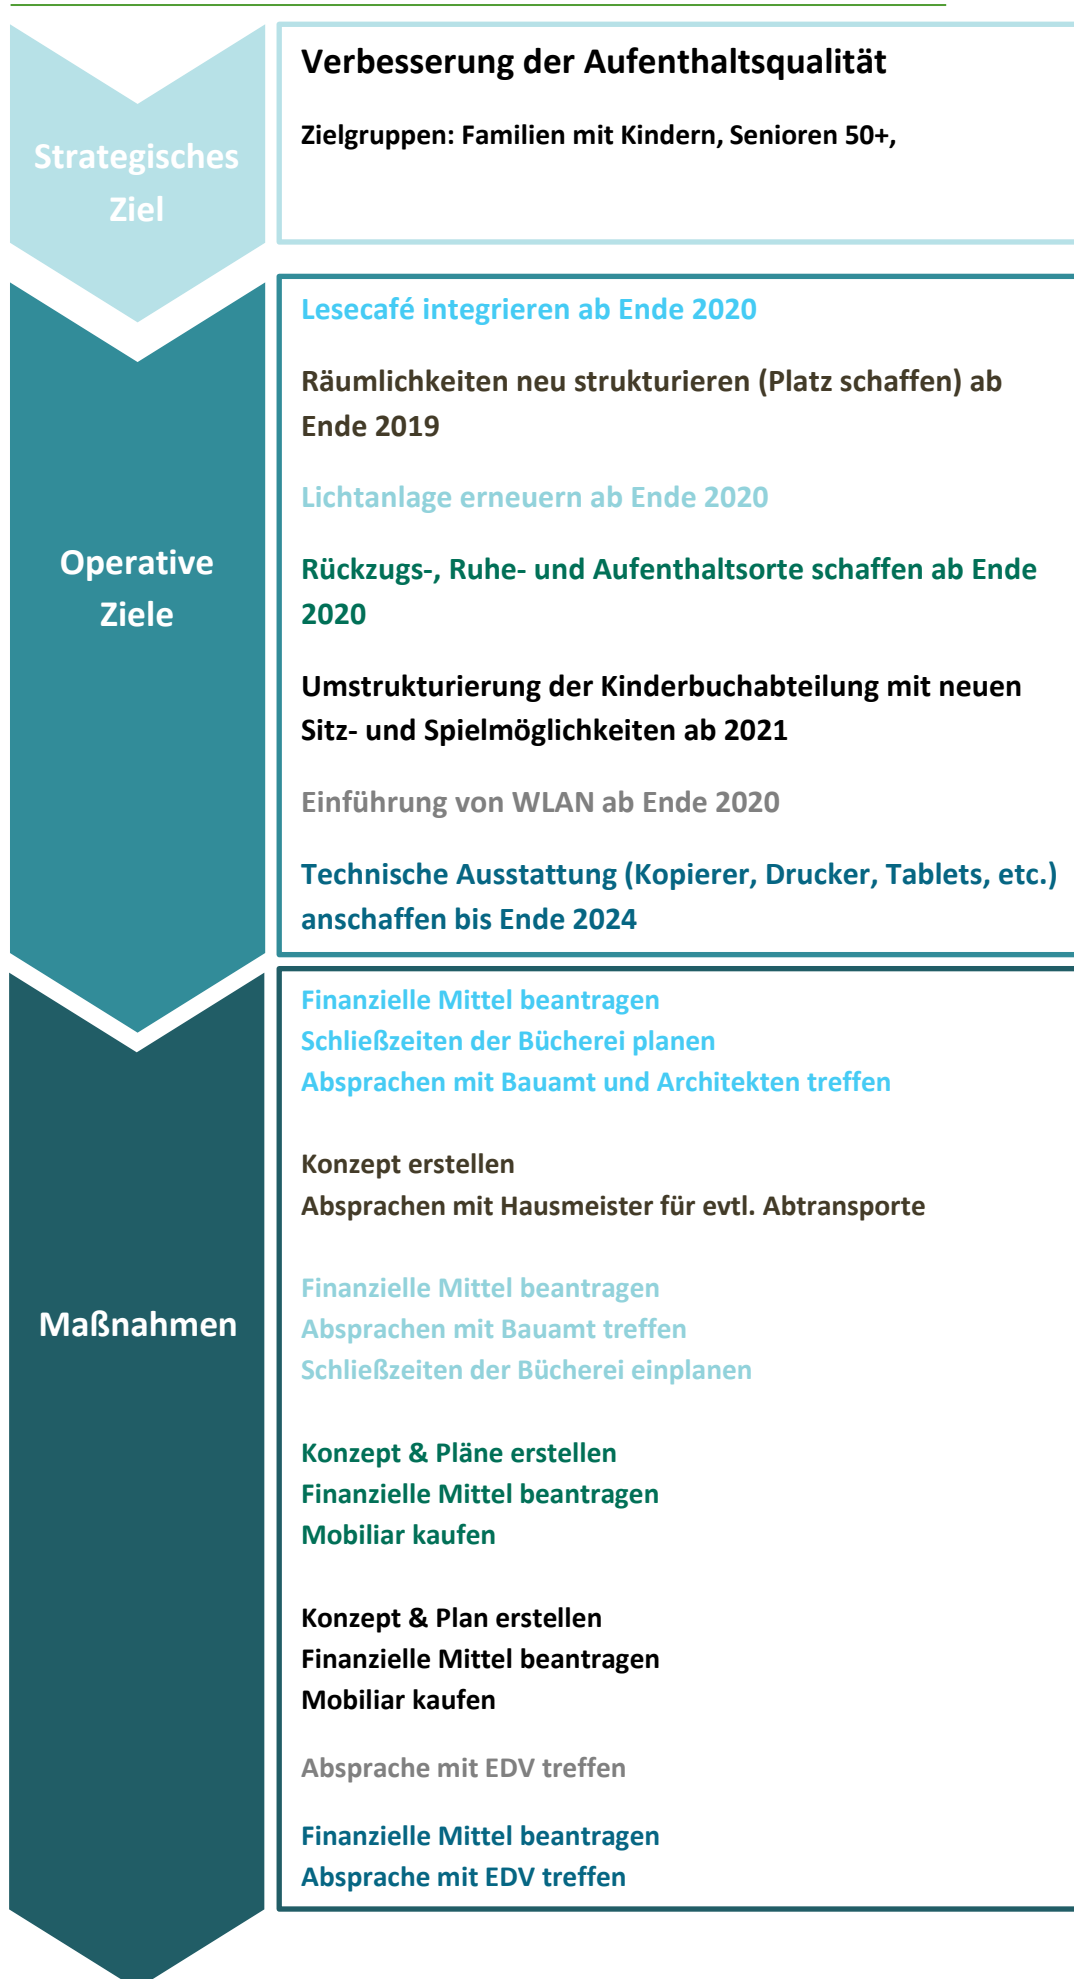 Strategisches
Ziel
Verbesserung der Aufenthaltsqualität
Zielgruppen: Familien mit Kindern, Senioren 50+,
Operative
Ziele
Lesecafé integrieren ab Ende 2020
Räumlichkeiten neu strukturieren (Platz schaffen) ab
Ende 2019
Lichtanlage erneuern ab Ende 2020
Rückzugs-, Ruhe- und Aufenthaltsorte schaffen ab Ende
2020
Umstrukturierung der Kinderbuchabteilung mit neuen
Sitz- und Spielmöglichkeiten ab 2021
Einführung von WLAN ab Ende 2020
Technische Ausstattung (Kopierer, Drucker, Tablets, etc.)
anschaffen bis Ende 2024
Maßnahmen
Finanzielle Mittel beantragen
Schließzeiten der Bücherei planen
Absprachen mit Bauamt und Architekten treffen
Konzept erstellen
Absprachen mit Hausmeister für evtl. Abtransporte
Finanzielle Mittel beantragen
Absprachen mit Bauamt treffen
Schließzeiten der Bücherei einplanen
Konzept & Pläne erstellen
Finanzielle Mittel beantragen
Mobiliar kaufen
Konzept & Plan erstellen
Finanzielle Mittel beantragen
Mobiliar kaufen
Absprache mit EDV treffen
Finanzielle Mittel beantragen
Absprache mit EDV treffen